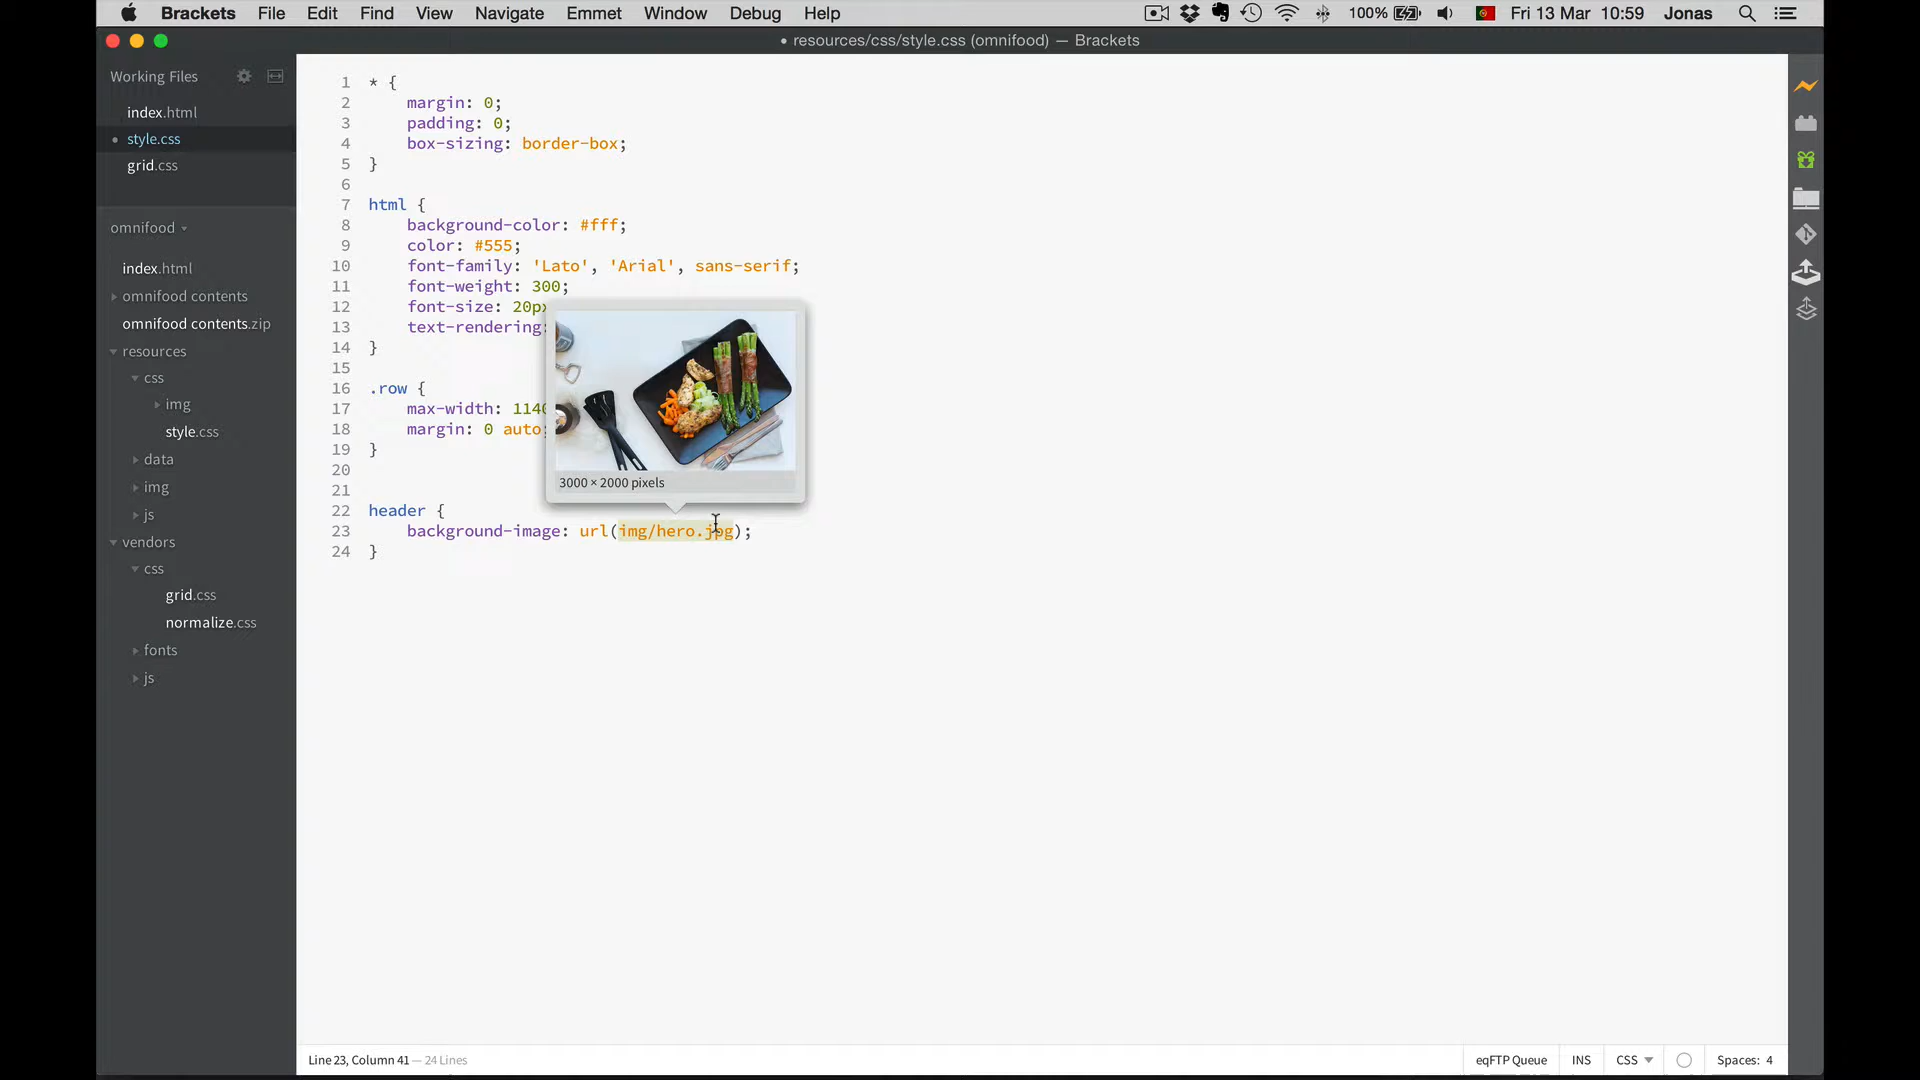 Brackets File Edit Find View Navigate Emmet Window Debug Help 100% Fri 13 Mar 10:59 Jonas
• resources/css/style.css (omnifood) — Brackets
Working Files
index.html
• style.css
grid.css
omnifood
index.html
omnifood contents
omnifood contents.zip
resources
css
img
style.css
data
img
js
vendors
css
grid.css
normalize.css
fonts
js
1 * {
2 margin: 0;
3 padding: 0;
4 box-sizing: border-box;
5 }
6
7 html {
8 background-color: #fff;
9 color: #555;
10 font-family: 'Lato', 'Arial', sans-serif;
11 font-weight: 300;
12 font-size: 20px
13 text-rendering:
14 }
15
16 .row {
17 max-width: 1140
18 margin: 0 auto;
19 }
20
21
22 header {
23 background-image: url(img/hero.jpg);
24 }
3000 × 2000 pixels
Line 23, Column 41 — 24 Lines
eqFTP Queue INS CSS Spaces: 4